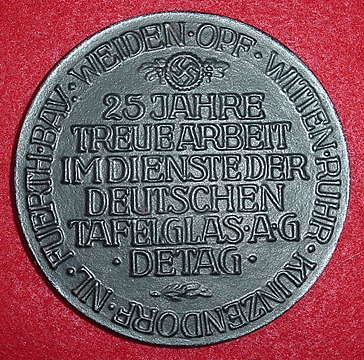 FUERTH·BAY.·WEIDEN·OPF·WITTEN·RUHR·KUNZENDORF·NL·
25 JAHRE
TREUE ARBEIT
IM DIENSTE DER
DEUTSCHEN
TAFELGLAS·A·G
·DETAG·